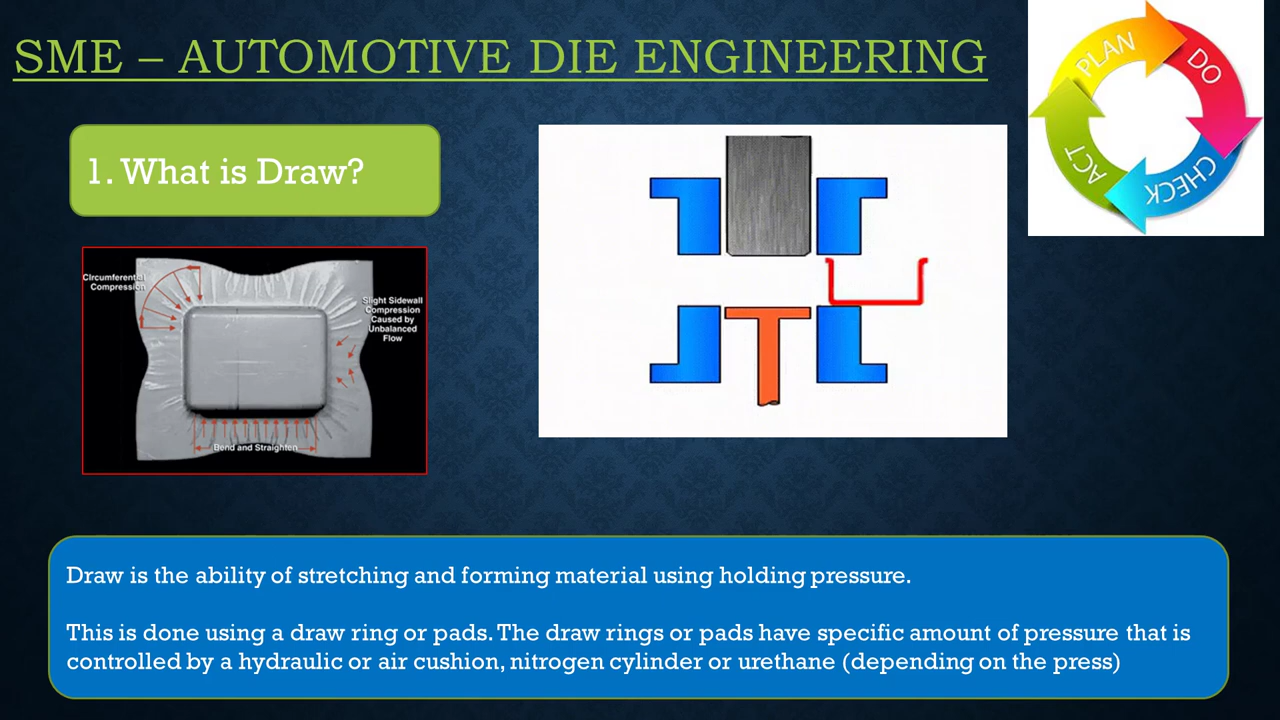 SME – AUTOMOTIVE DIE ENGINEERING
PLAN
DO
CHECK
ACT
1. What is Draw?
Circumferential
Compression
Slight Sidewall
Compression
Caused by
Unbalanced
Flow
Bend and Straighten
Draw is the ability of stretching and forming material using holding pressure.
This is done using a draw ring or pads. The draw rings or pads have specific amount of pressure that is
controlled by a hydraulic or air cushion, nitrogen cylinder or urethane (depending on the press)